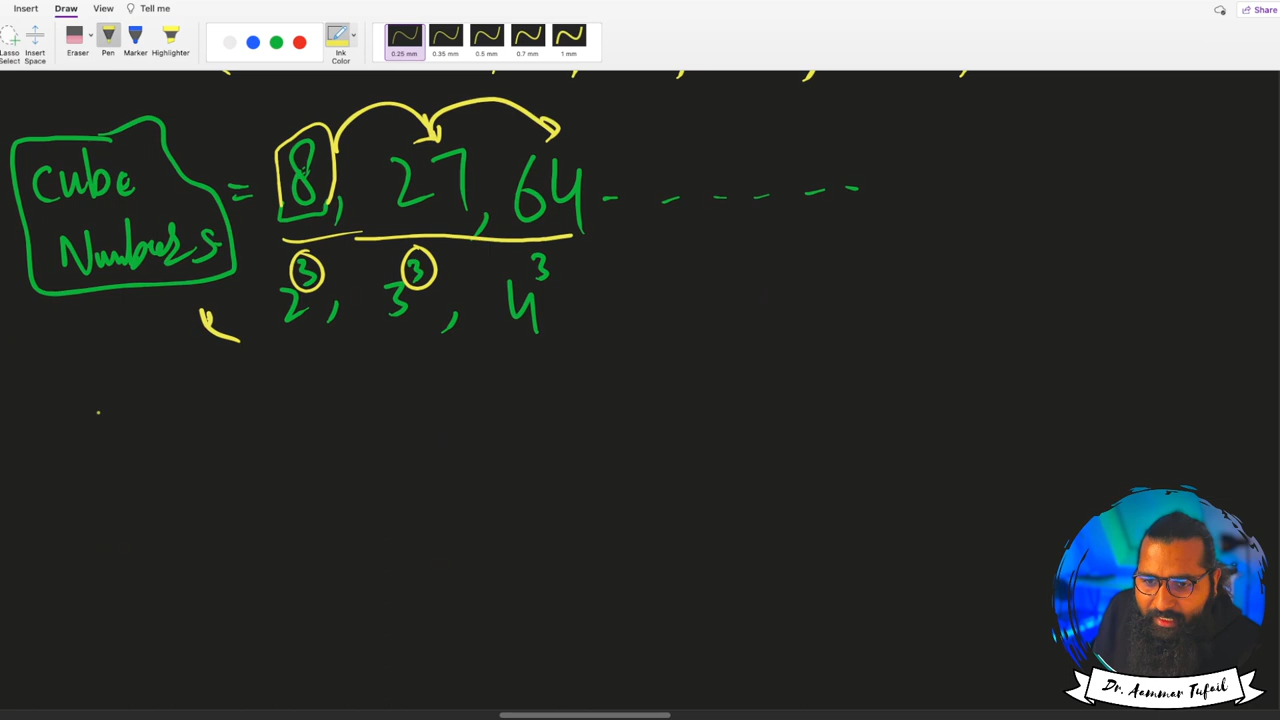 Insert Draw View Tell me
Share
Lasso Select
Insert Space
Eraser
Pen
Marker
Highlighter
Ink Color
0.25 mm
0.35 mm
0.5 mm
0.7 mm
1 mm
Cube = 8, 27, 64 - - - - - -
Numbers
2³, 3³, 4³
Dr. Aammar Tufail